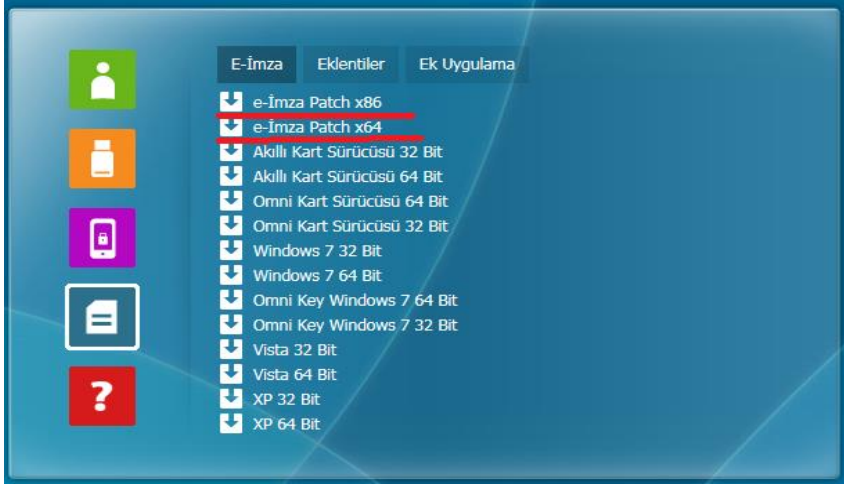 E-İmza Eklentiler Ek Uygulama
e-İmza Patch x86
e-İmza Patch x64
Akıllı Kart Sürücüsü 32 Bit
Akıllı Kart Sürücüsü 64 Bit
Omni Kart Sürücüsü 64 Bit
Omni Kart Sürücüsü 32 Bit
Windows 7 32 Bit
Windows 7 64 Bit
Omni Key Windows 7 64 Bit
Omni Key Windows 7 32 Bit
Vista 32 Bit
Vista 64 Bit
XP 32 Bit
XP 64 Bit
?